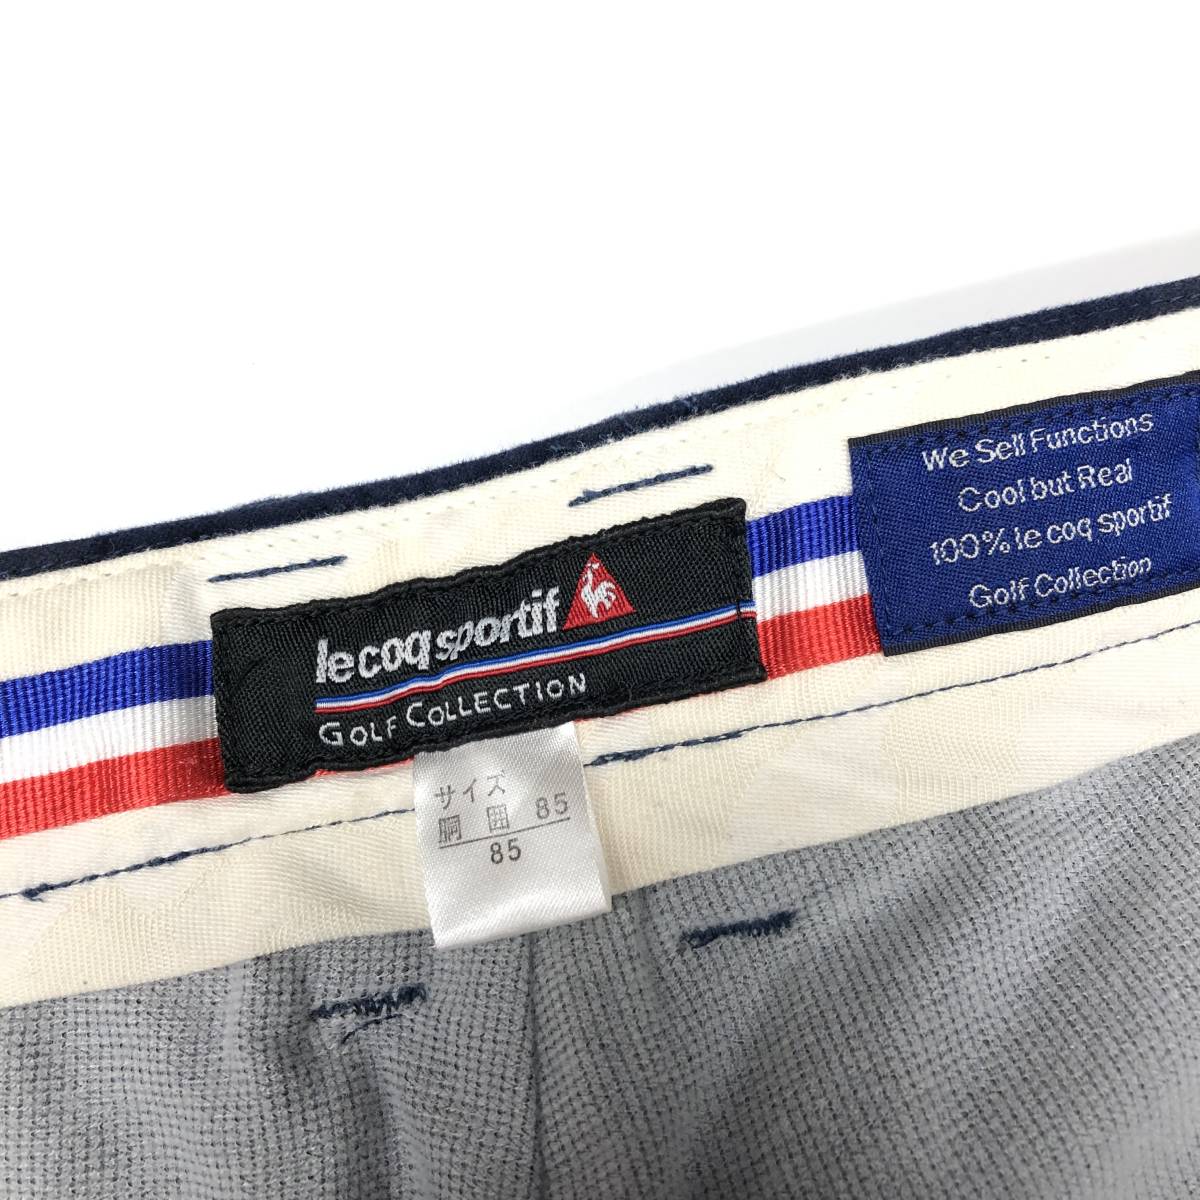 le coq sportif
GOLF COLLECTION
サイズ
胴囲 85
85
We Sell Functions
Cool but Real
100% le coq sportif
Golf Collection